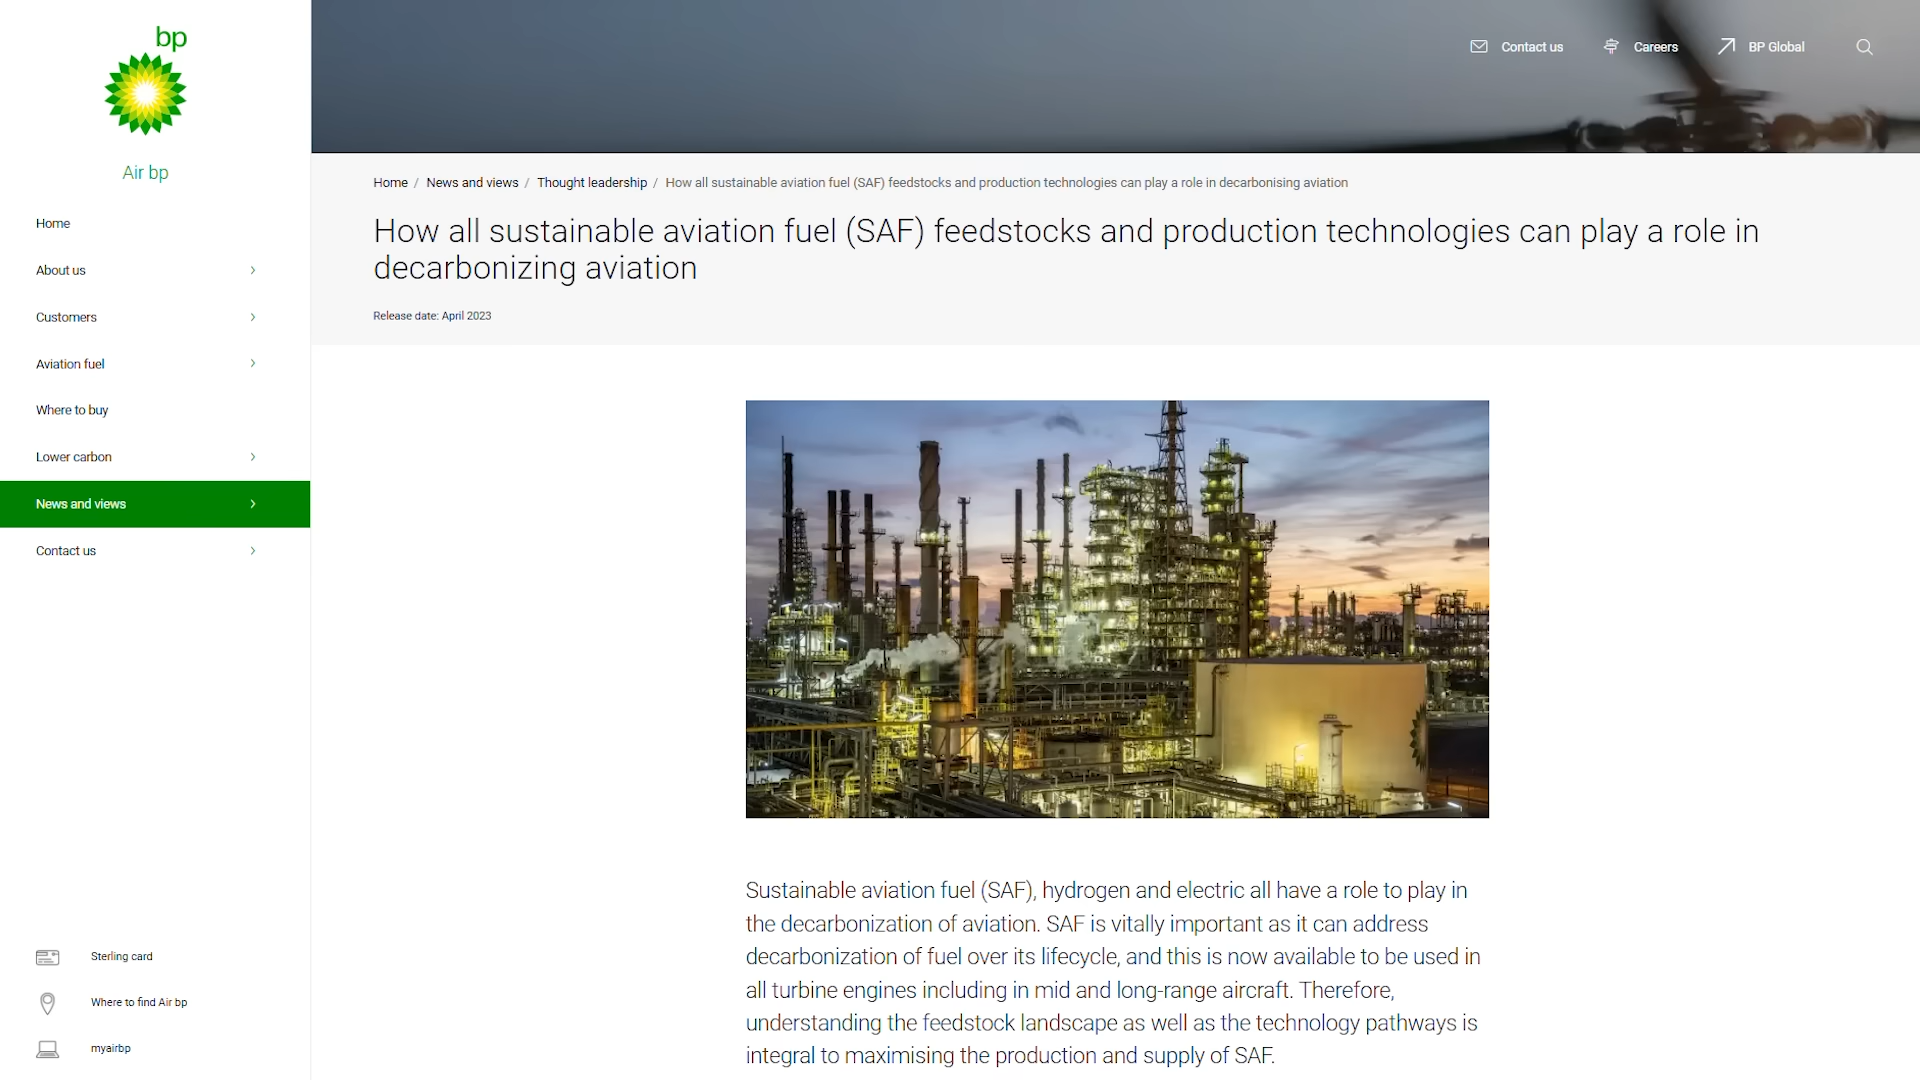 bp
Air bp
Home
About us
Customers
Aviation fuel
Where to buy
Lower carbon
News and views
Contact us
Sterling card
Where to find Air bp
myairbp
Contact us
Careers
BP Global
Home / News and views / Thought leadership / How all sustainable aviation fuel (SAF) feedstocks and production technologies can play a role in decarbonising aviation
How all sustainable aviation fuel (SAF) feedstocks and production technologies can play a role in
decarbonizing aviation
Release date: April 2023
Sustainable aviation fuel (SAF), hydrogen and electric all have a role to play in
the decarbonization of aviation. SAF is vitally important as it can address
decarbonization of fuel over its lifecycle, and this is now available to be used in
all turbine engines including in mid and long-range aircraft. Therefore,
understanding the feedstock landscape as well as the technology pathways is
integral to maximising the production and supply of SAF.